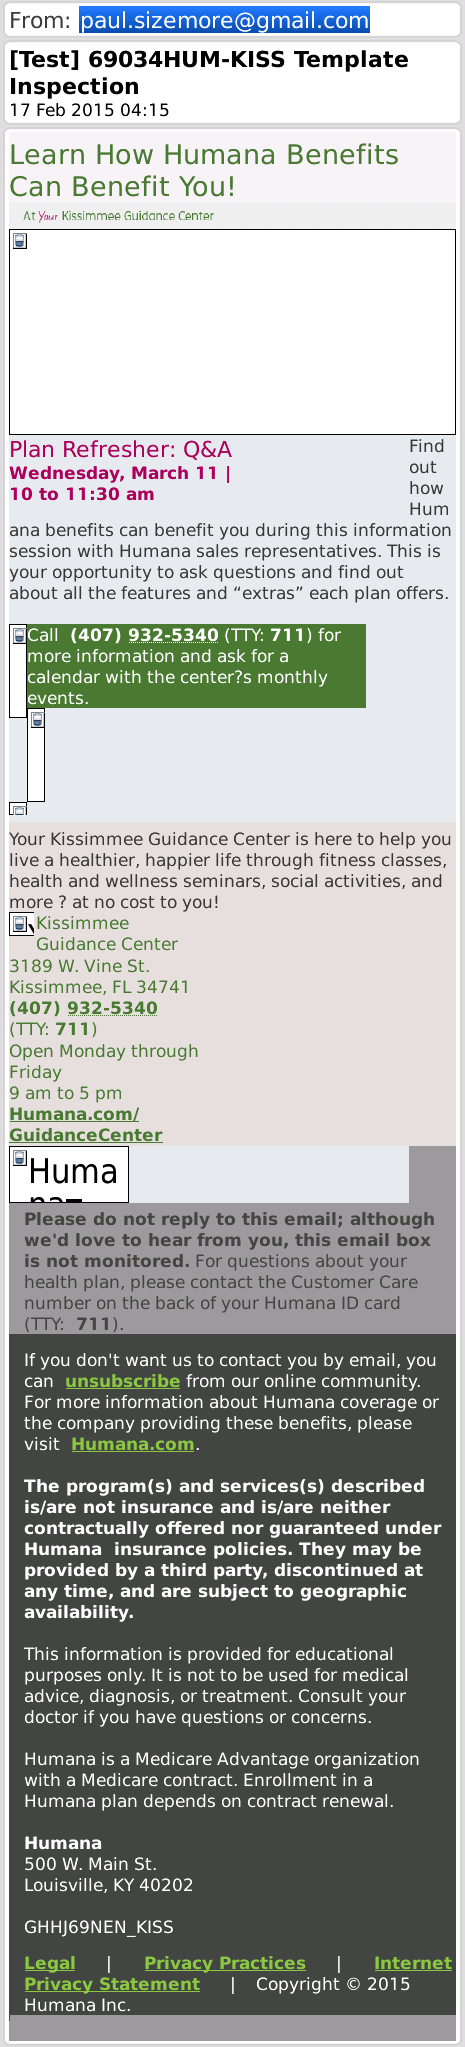 From: paul.sizemore@gmail.com
[Test] 69034HUM-KISS Template
Inspection
17 Feb 2015 04:15
Learn How Humana Benefits
Can Benefit You!
At Your Kissimmee Guidance Center
Plan Refresher: Q&A
Wednesday, March 11 |
10 to 11:30 am
Find
out
how
Hum
ana benefits can benefit you during this information
session with Humana sales representatives. This is
your opportunity to ask questions and find out
about all the features and “extras” each plan offers.
Call (407) 932-5340 (TTY: 711) for
more information and ask for a
calendar with the center?s monthly
events.
Your Kissimmee Guidance Center is here to help you
live a healthier, happier life through fitness classes,
health and wellness seminars, social activities, and
more ? at no cost to you!
Kissimmee
Guidance Center
3189 W. Vine St.
Kissimmee, FL 34741
(407) 932-5340
(TTY: 711)
Open Monday through
Friday
9 am to 5 pm
Humana.com/
GuidanceCenter
Huma
Please do not reply to this email; although
we'd love to hear from you, this email box
is not monitored. For questions about your
health plan, please contact the Customer Care
number on the back of your Humana ID card
(TTY: 711).
If you don't want us to contact you by email, you
can unsubscribe from our online community.
For more information about Humana coverage or
the company providing these benefits, please
visit Humana.com.
The program(s) and services(s) described
is/are not insurance and is/are neither
contractually offered nor guaranteed under
Humana insurance policies. They may be
provided by a third party, discontinued at
any time, and are subject to geographic
availability.
This information is provided for educational
purposes only. It is not to be used for medical
advice, diagnosis, or treatment. Consult your
doctor if you have questions or concerns.
Humana is a Medicare Advantage organization
with a Medicare contract. Enrollment in a
Humana plan depends on contract renewal.
Humana
500 W. Main St.
Louisville, KY 40202
GHHJ69NEN_KISS
Legal | Privacy Practices | Internet
Privacy Statement | Copyright © 2015
Humana Inc.